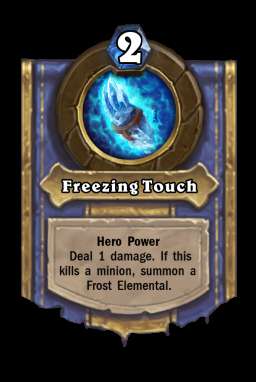 2
Freezing Touch
Hero Power
Deal 1 damage. If this
kills a minion, summon a
Frost Elemental.